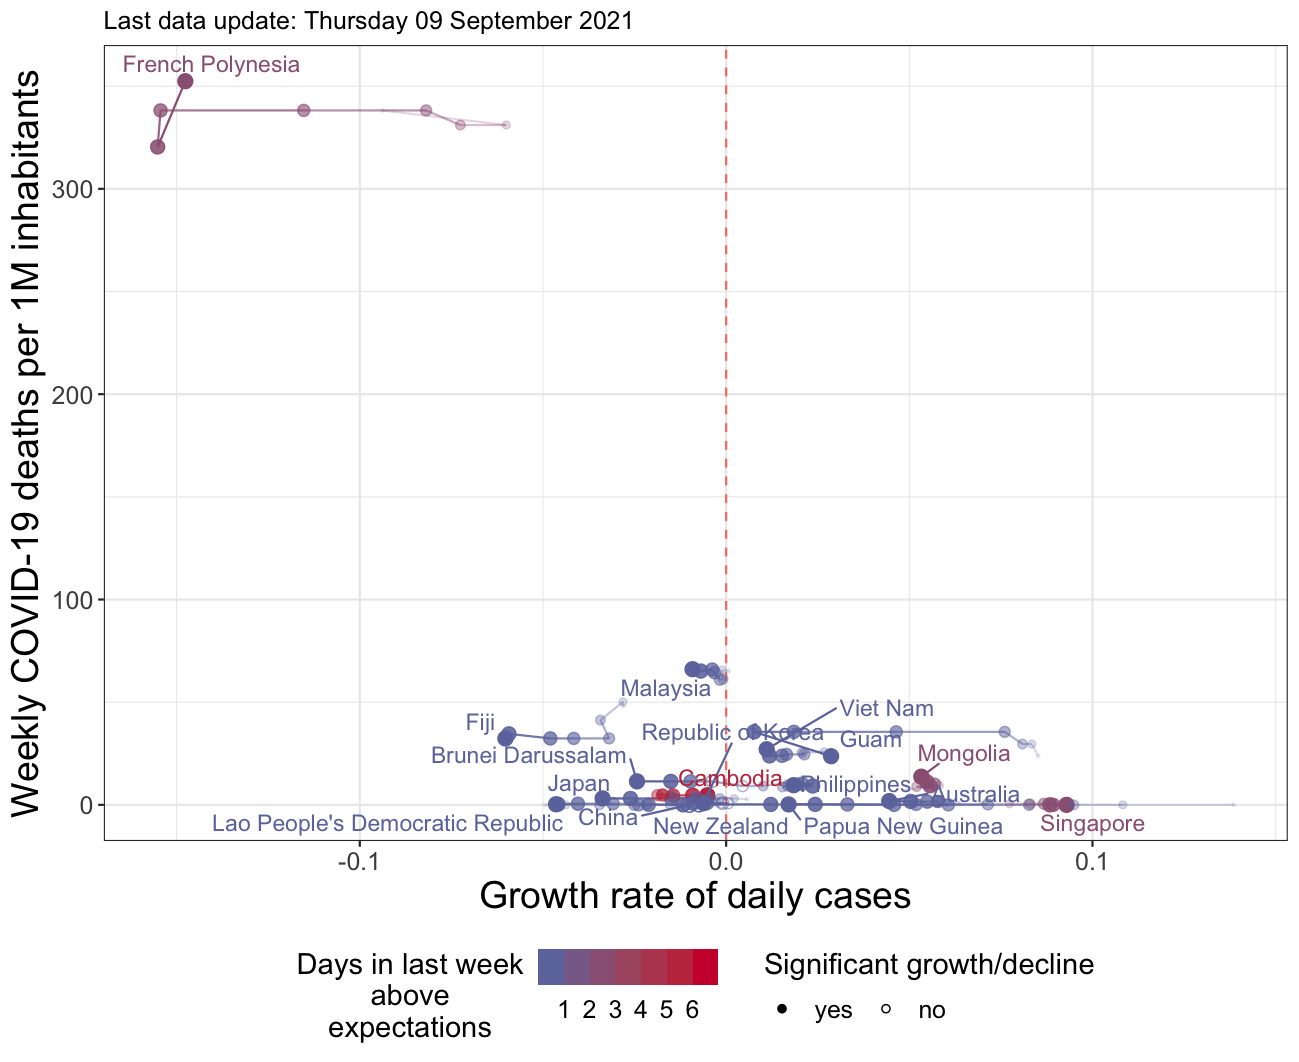 Last data update: Thursday 09 September 2021
Weekly COVID-19 deaths per 1M inhabitants
300
200
100
0
French Polynesia
Malaysia
Fiji
Viet Nam
Republic of Korea
Guam
Brunei Darussalam
Mongolia
Cambodia
Japan
Philippines
Australia
China
Lao People's Democratic Republic
New Zealand
Papua New Guinea
Singapore
-0.1
0.0
0.1
Growth rate of daily cases
Days in last week
above
expectations
1 2 3 4 5 6
Significant growth/decline
yes
no